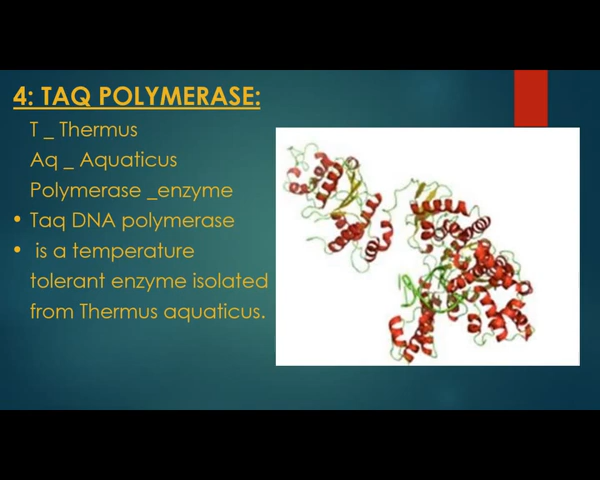 4: TAQ POLYMERASE:
T _ Thermus
Aq _ Aquaticus
Polymerase _enzyme
• Taq DNA polymerase
• is a temperature
tolerant enzyme isolated
from Thermus aquaticus.